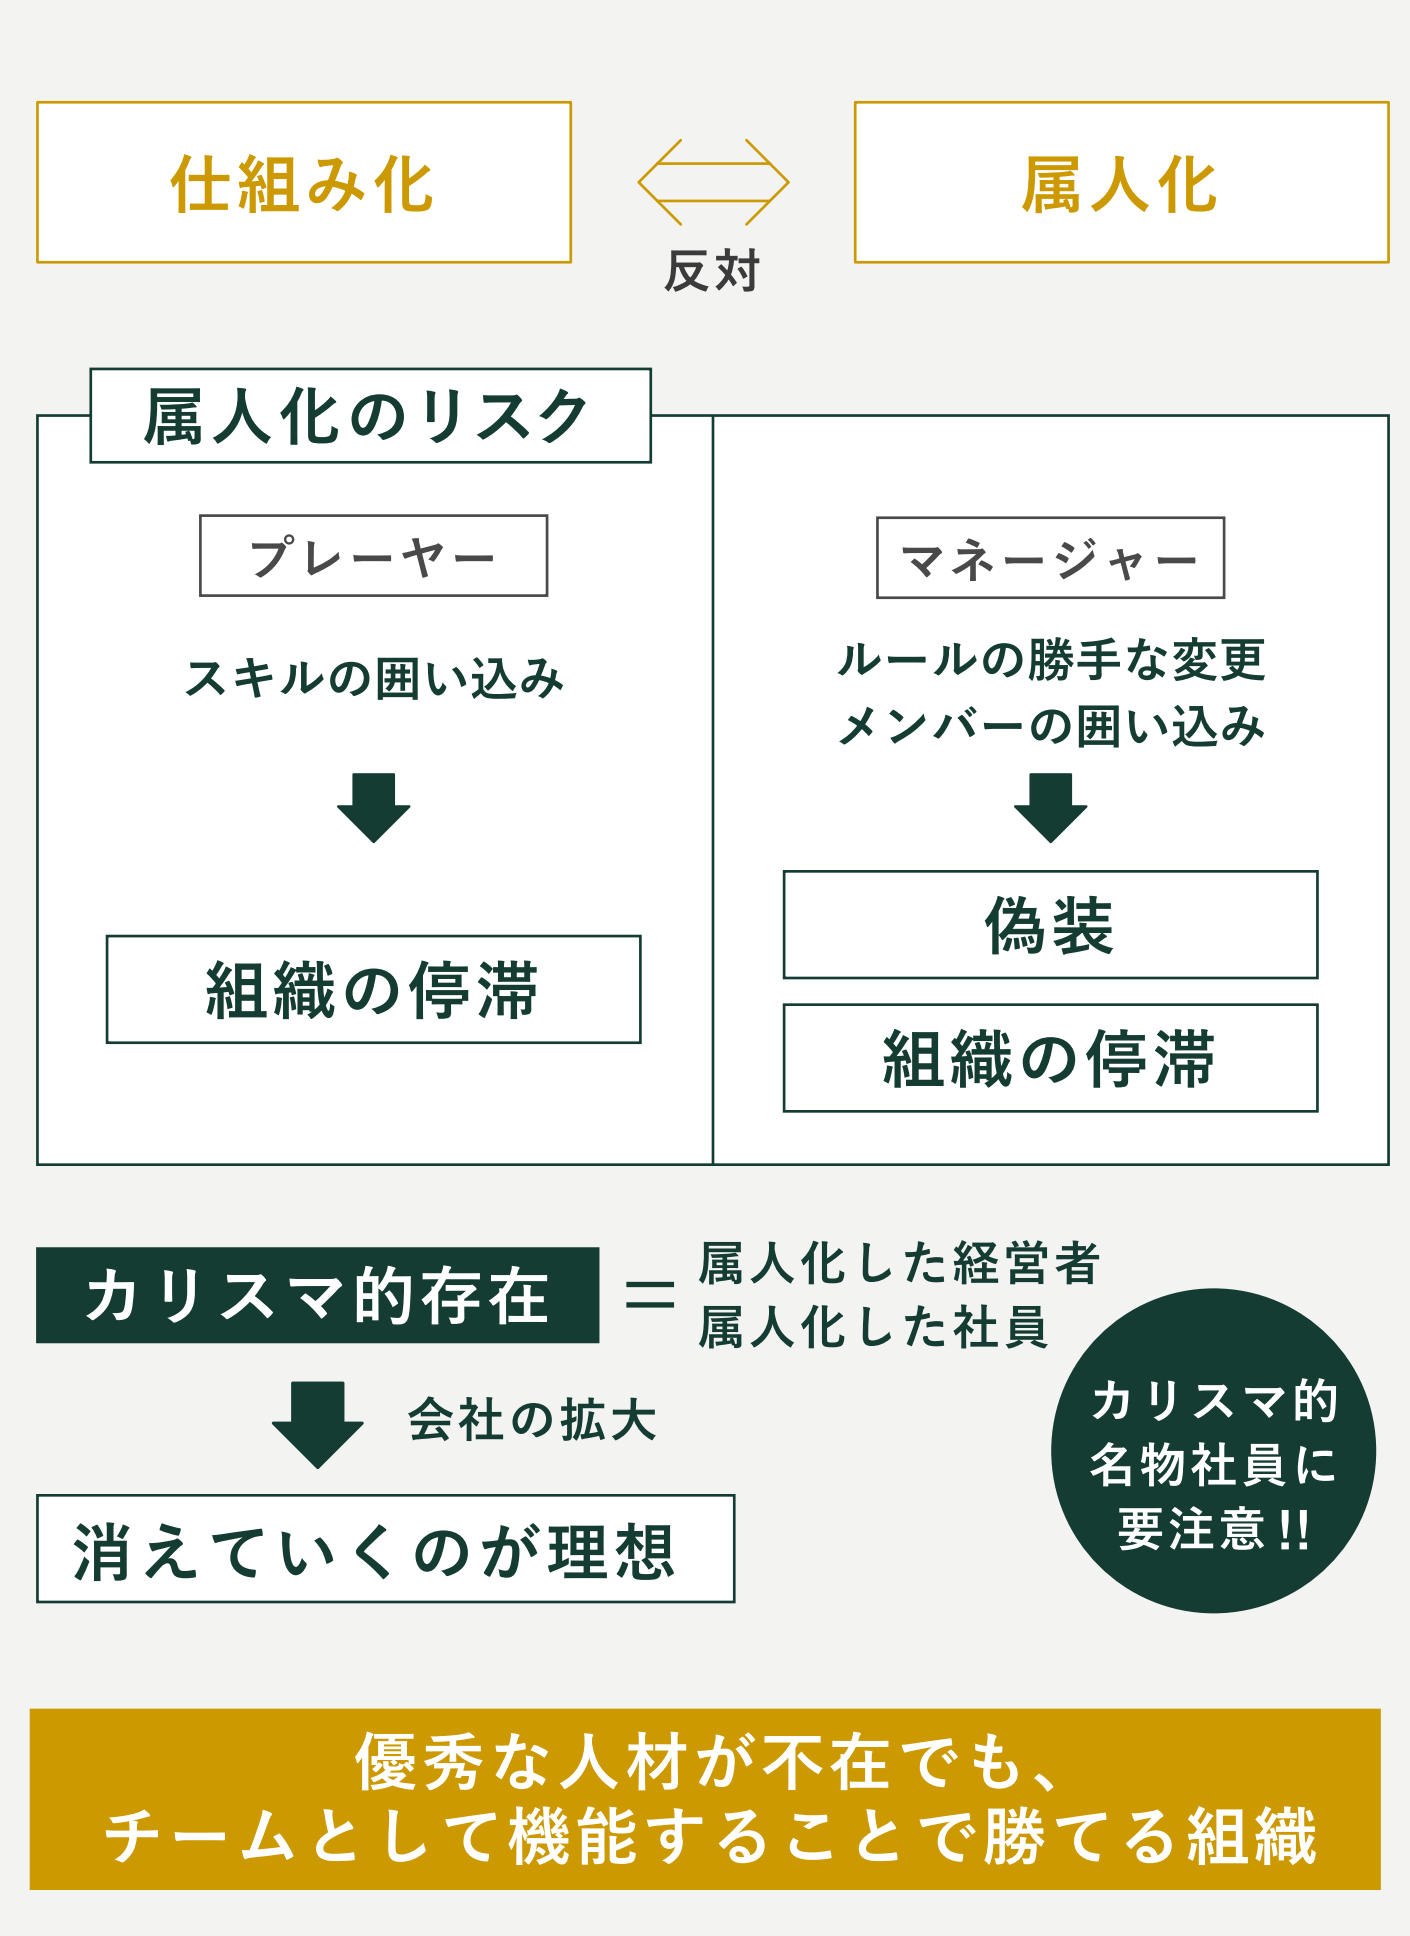 仕組み化
反対
属人化
属人化のリスク
プレーヤー
スキルの囲い込み
組織の停滞
マネージャー
ルールの勝手な変更
メンバーの囲い込み
偽装
組織の停滞
カリスマ的存在
＝
属人化した経営者
属人化した社員
会社の拡大
消えていくのが理想
カリスマ的
名物社員に
要注意!!
優秀な人材が不在でも、
チームとして機能することで勝てる組織